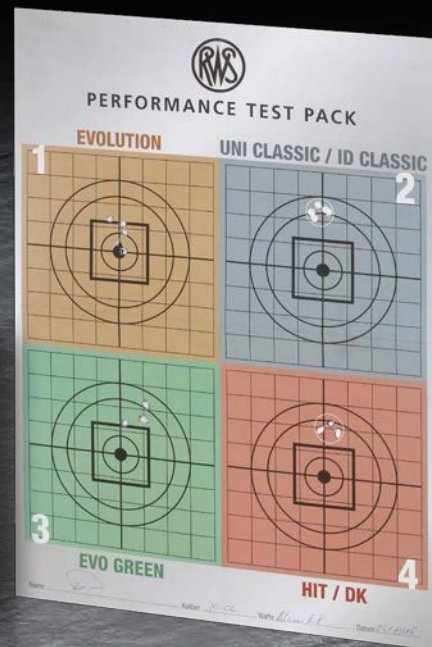 RWS
PERFORMANCE TEST PACK
EVOLUTION
UNI CLASSIC / ID CLASSIC
1
2
3
4
EVO GREEN
HIT / DK
Name
Kaliber
Waffe
Datum